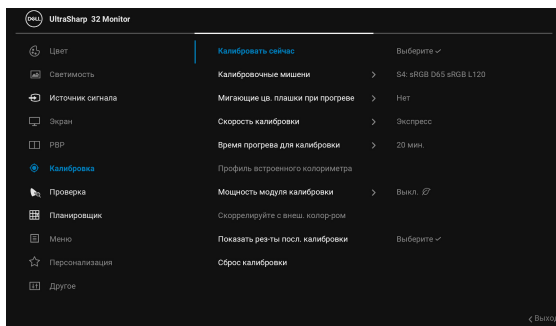 DELL UltraSharp 32 Monitor
Цвет
Калибровать сейчас Выберите ✓
Светимость
Калибровочные мишени > S4: sRGB D65 sRGB L120
Источник сигнала
Мигающие цв. плашки при прогреве > Нет
Экран
Скорость калибровки > Экспресс
PBP
Время прогрева для калибровки > 20 мин.
Калибровка
Профиль встроенного колориметра
Проверка
Мощность модуля калибровки > Выкл.
Планировщик
Скоррелируйте с внеш. колор-ром
Меню
Показать рез-ты посл. калибровки Выберите ✓
Персонализация
Сброс калибровки
Другое
< Выход